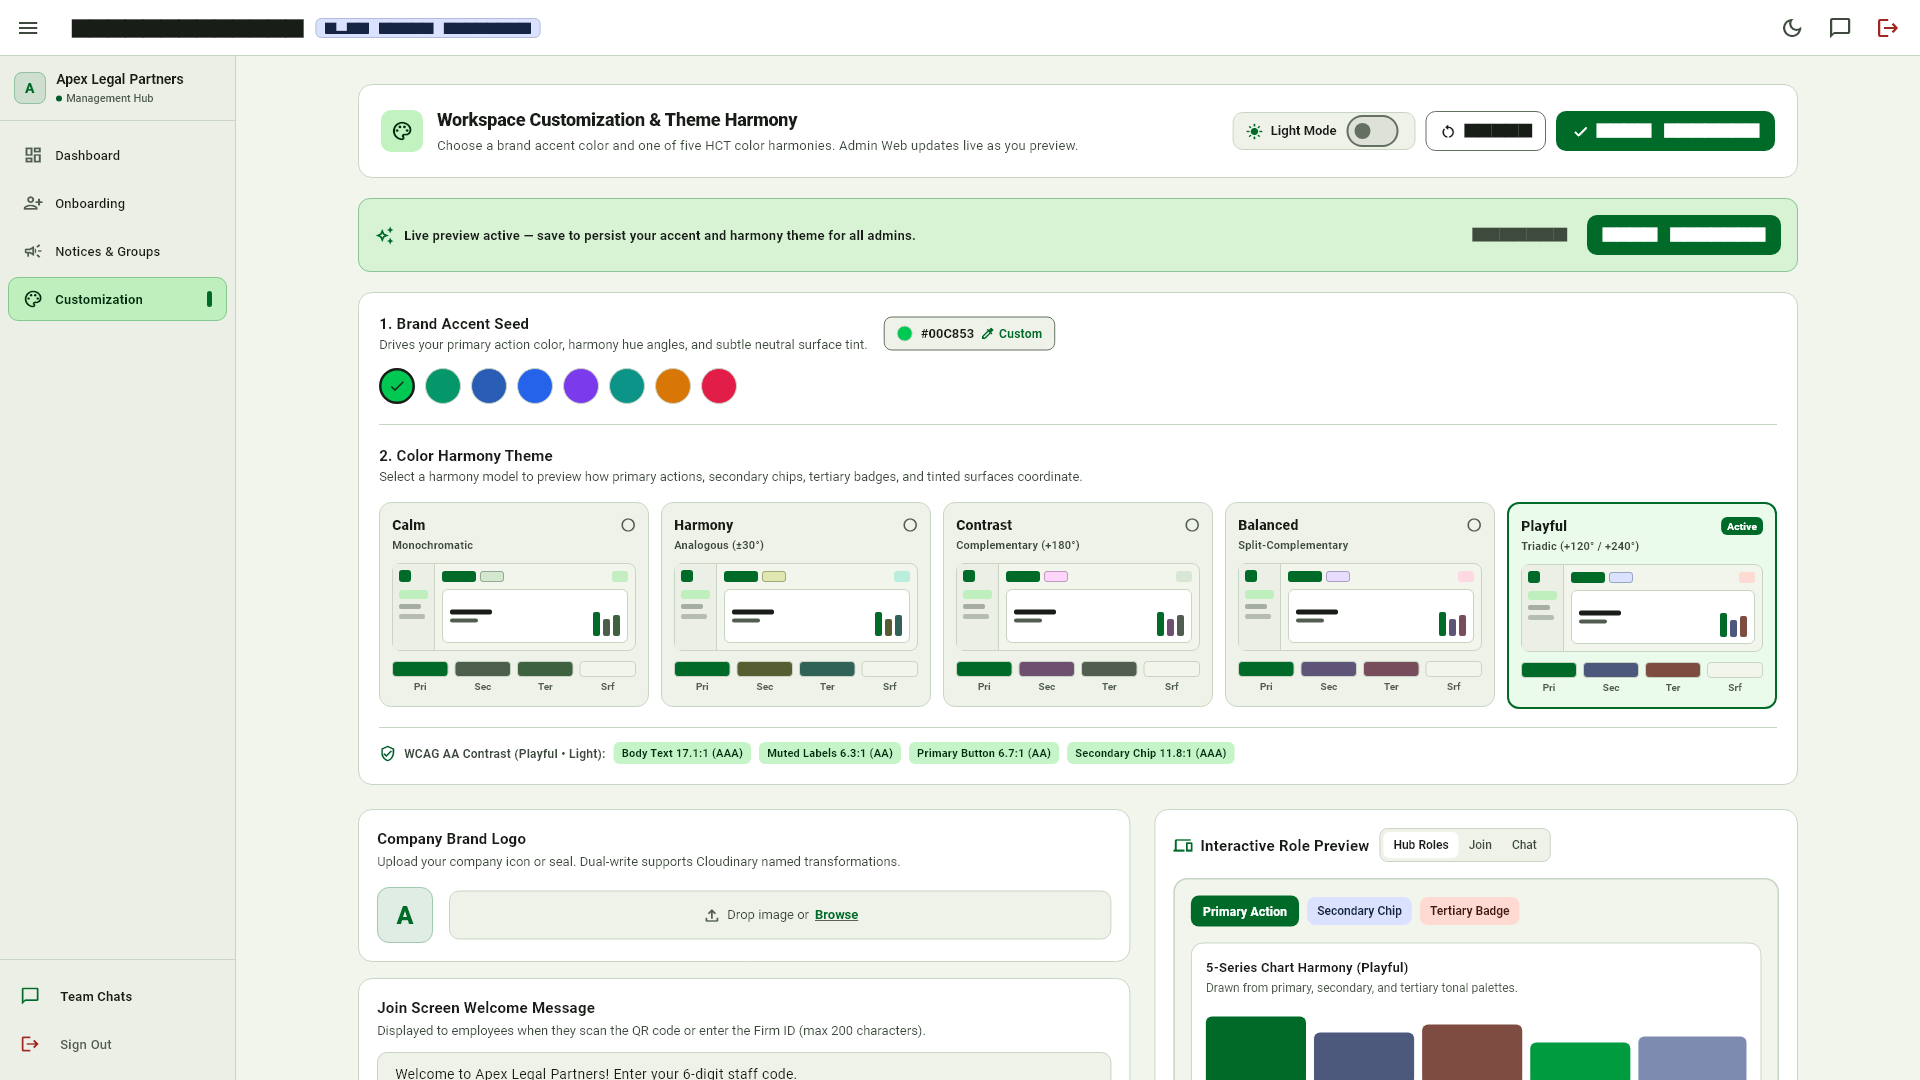 A
Apex Legal Partners
Management Hub
Dashboard
Onboarding
Notices & Groups
Customization
Team Chats
Sign Out
Workspace Customization & Theme Harmony
Choose a brand accent color and one of five HCT color harmonies. Admin Web updates live as you preview.
Light Mode
Live preview active — save to persist your accent and harmony theme for all admins.
1. Brand Accent Seed
Drives your primary action color, harmony hue angles, and subtle neutral surface tint.
#00C853 Custom
2. Color Harmony Theme
Select a harmony model to preview how primary actions, secondary chips, tertiary badges, and tinted surfaces coordinate.
Calm
Monochromatic
Pri Sec Ter Srf
Harmony
Analogous (±30°)
Pri Sec Ter Srf
Contrast
Complementary (+180°)
Pri Sec Ter Srf
Balanced
Split-Complementary
Pri Sec Ter Srf
Playful
Active
Triadic (+120° / +240°)
Pri Sec Ter Srf
WCAG AA Contrast (Playful • Light): Body Text 17.1:1 (AAA) Muted Labels 6.3:1 (AA) Primary Button 6.7:1 (AA) Secondary Chip 11.8:1 (AAA)
Company Brand Logo
Upload your company icon or seal. Dual-write supports Cloudinary named transformations.
A
Drop image or Browse
Join Screen Welcome Message
Displayed to employees when they scan the QR code or enter the Firm ID (max 200 characters).
Welcome to Apex Legal Partners! Enter your 6-digit staff code.
Interactive Role Preview
Hub Roles Join Chat
Primary Action Secondary Chip Tertiary Badge
5-Series Chart Harmony (Playful)
Drawn from primary, secondary, and tertiary tonal palettes.